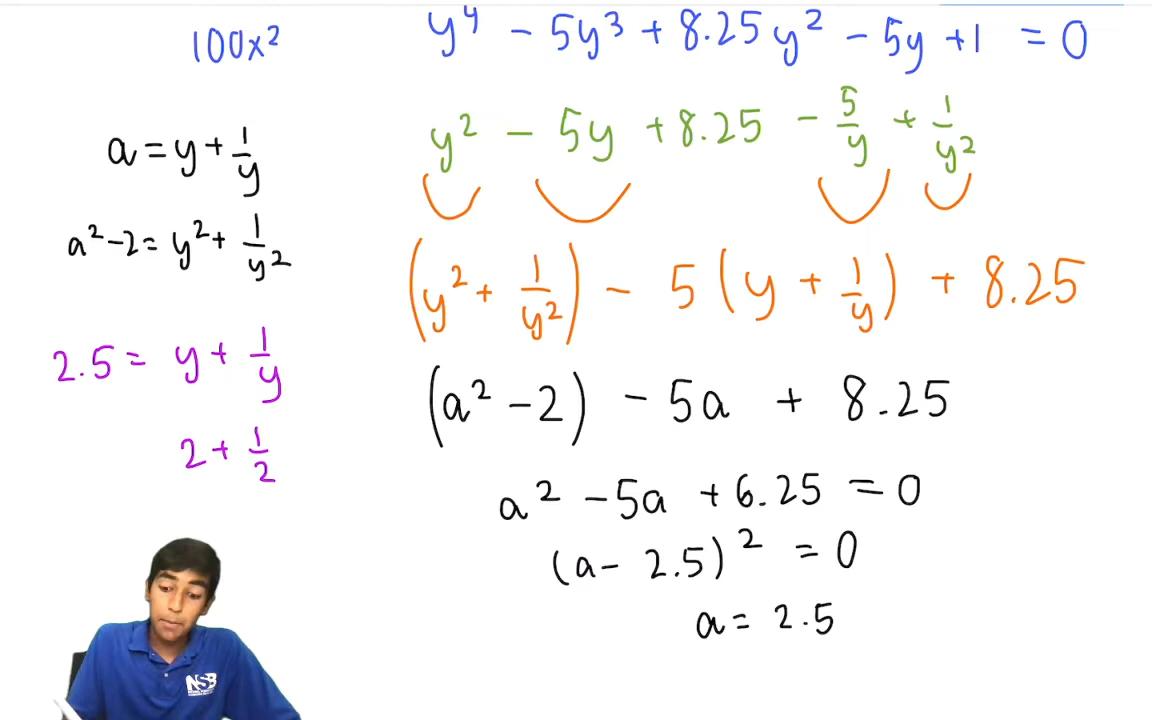 100x²
y⁴ - 5y³ + 8.25y² - 5y + 1 = 0
a = y + 1/y
y² - 5y + 8.25 - 5/y + 1/y²
a² - 2 = y² + 1/y²
(y² + 1/y²) - 5(y + 1/y) + 8.25
2.5 = y + 1/y
(a² - 2) - 5a + 8.25
2 + 1/2
a² - 5a + 6.25 = 0
(a - 2.5)² = 0
a = 2.5
NSB